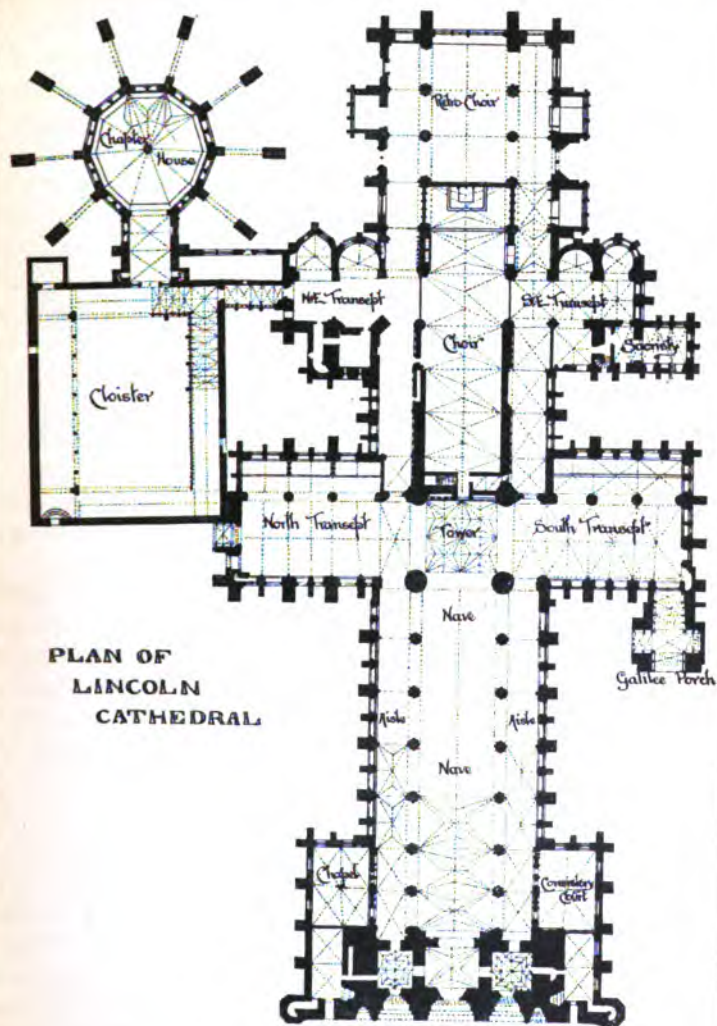 Chapter
House
Retro-Choir
N.E. Transept
S.E. Transept
Choir
Sacristy
Cloister
North Transept
Tower
South Transept
Nave
PLAN OF
LINCOLN
CATHEDRAL
Galilee Porch
Aisle
Aisle
Nave
Chapel
Consistory
Court